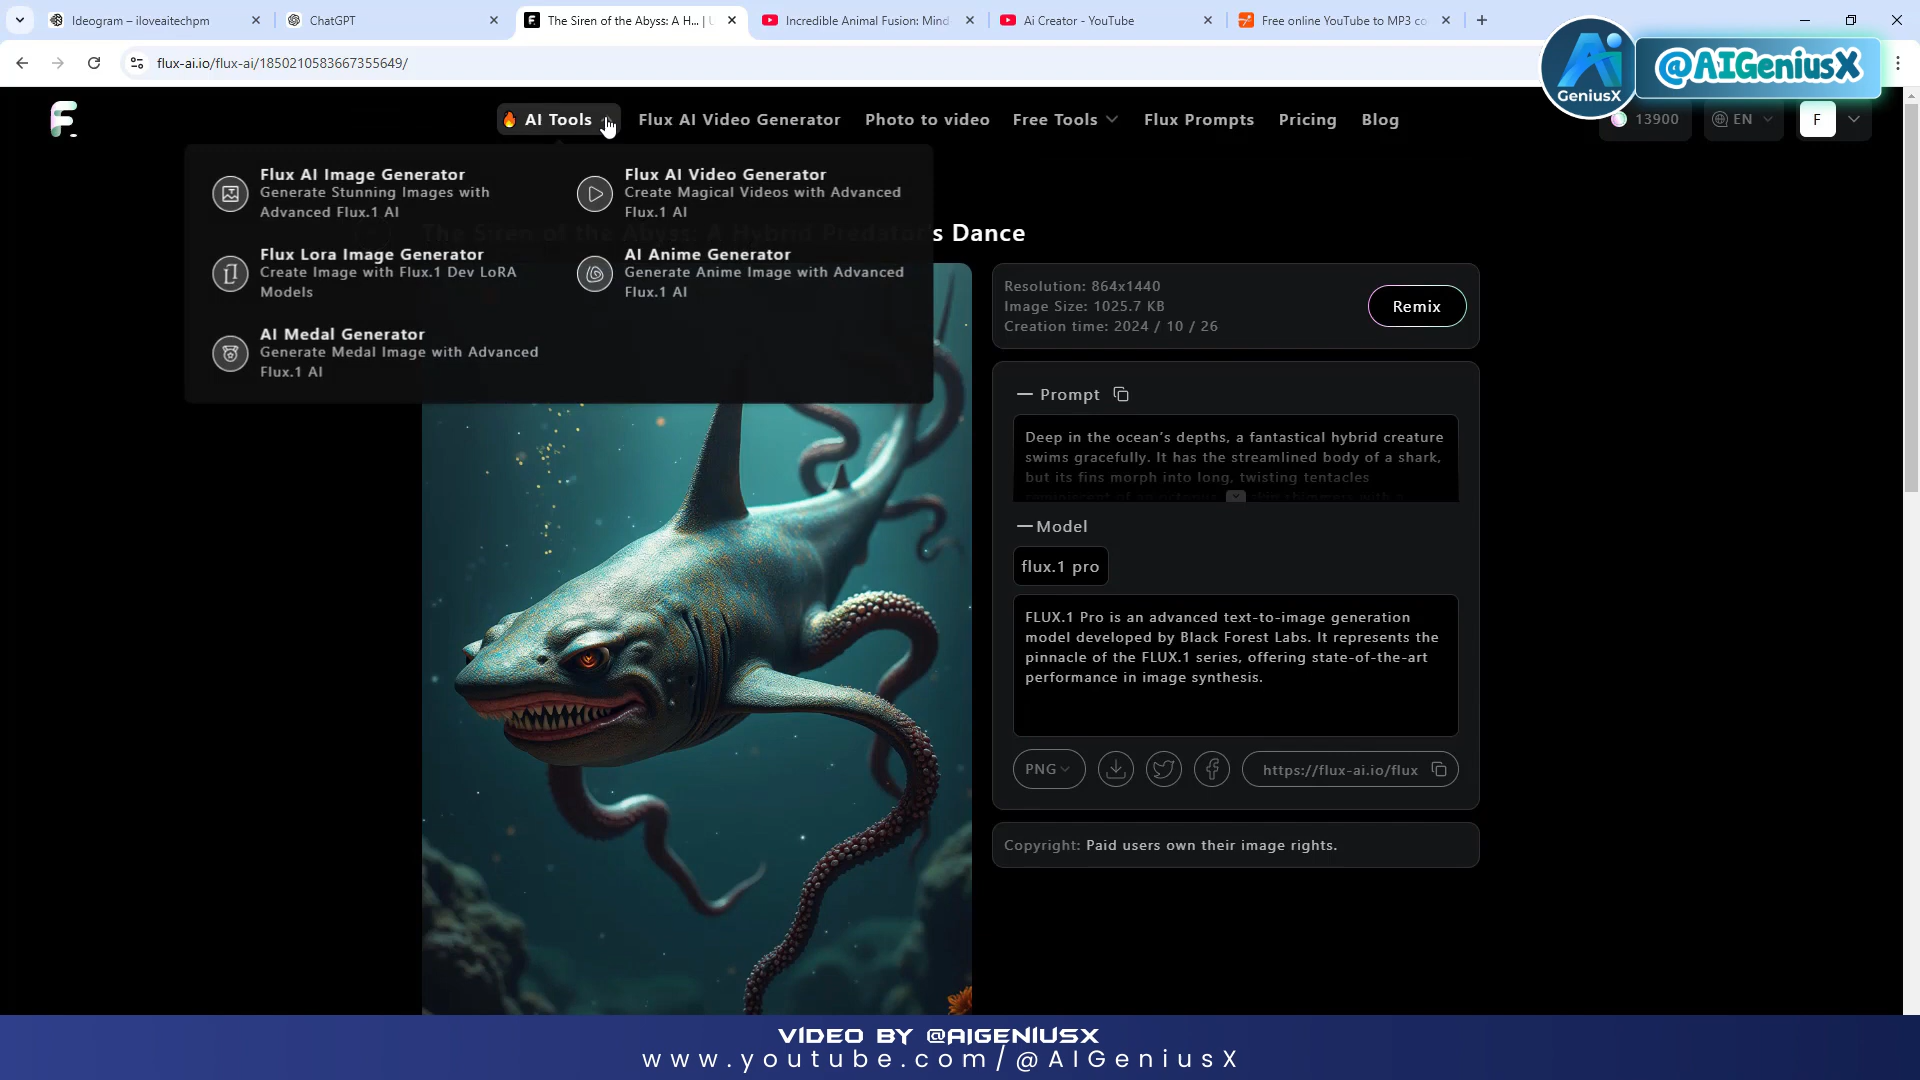 Ideogram – iloveaitechpm
ChatGPT
The Siren of the Abyss: A H... | U
Incredible Animal Fusion: Mind
Ai Creator - YouTube
Free online YouTube to MP3 co
flux-ai.io/flux-ai/1850210583667355649/
Ai
GeniusX
@AIGeniusX
F
AI Tools
Flux AI Video Generator
Photo to video
Free Tools
Flux Prompts
Pricing
Blog
13900
EN
F
Flux AI Image Generator
Generate Stunning Images with
Advanced Flux.1 AI
Flux AI Video Generator
Create Magical Videos with Advanced
Flux.1 AI
The Siren of the Abyss: A Hybrid Predator's Dance
Flux Lora Image Generator
Create Image with Flux.1 Dev LoRA
Models
AI Anime Generator
Generate Anime Image with Advanced
Flux.1 AI
AI Medal Generator
Generate Medal Image with Advanced
Flux.1 AI
Resolution: 864x1440
Image Size: 1025.7 KB
Creation time: 2024 / 10 / 26
Remix
Prompt
Deep in the ocean's depths, a fantastical hybrid creature
swims gracefully. It has the streamlined body of a shark,
but its fins morph into long, twisting tentacles
Model
flux.1 pro
FLUX.1 Pro is an advanced text-to-image generation
model developed by Black Forest Labs. It represents the
pinnacle of the FLUX.1 series, offering state-of-the-art
performance in image synthesis.
PNG
https://flux-ai.io/flux
Copyright: Paid users own their image rights.
VIDEO BY @AIGENIUSX
www.youtube.com/@AIGeniusX